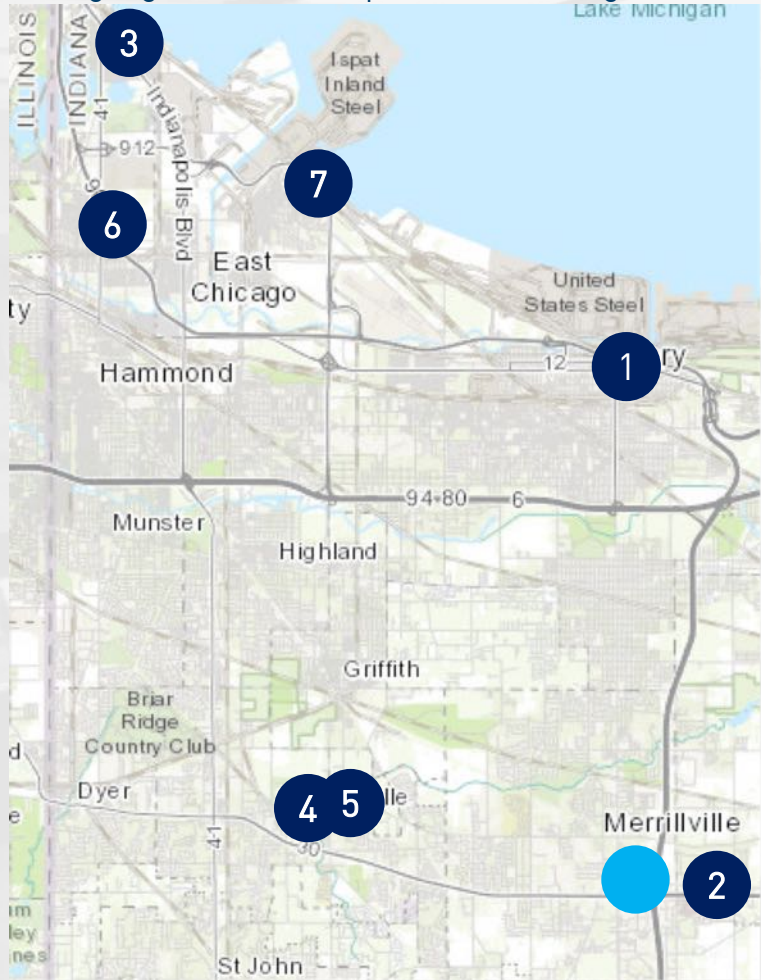 Lake Michigan
ILLINOIS
INDIANA
3
41
Ispat
Inland
Steel
Indianapolis Blvd
912
6
7
6
East
Chicago
United
States Steel
ty
ry
1
12
Hammond
94-80
6
Munster
Highland
Griffith
Briar
Ridge
Country Club
d
Dyer
4
5
lle
e
41
30
Merrillville
2
St John